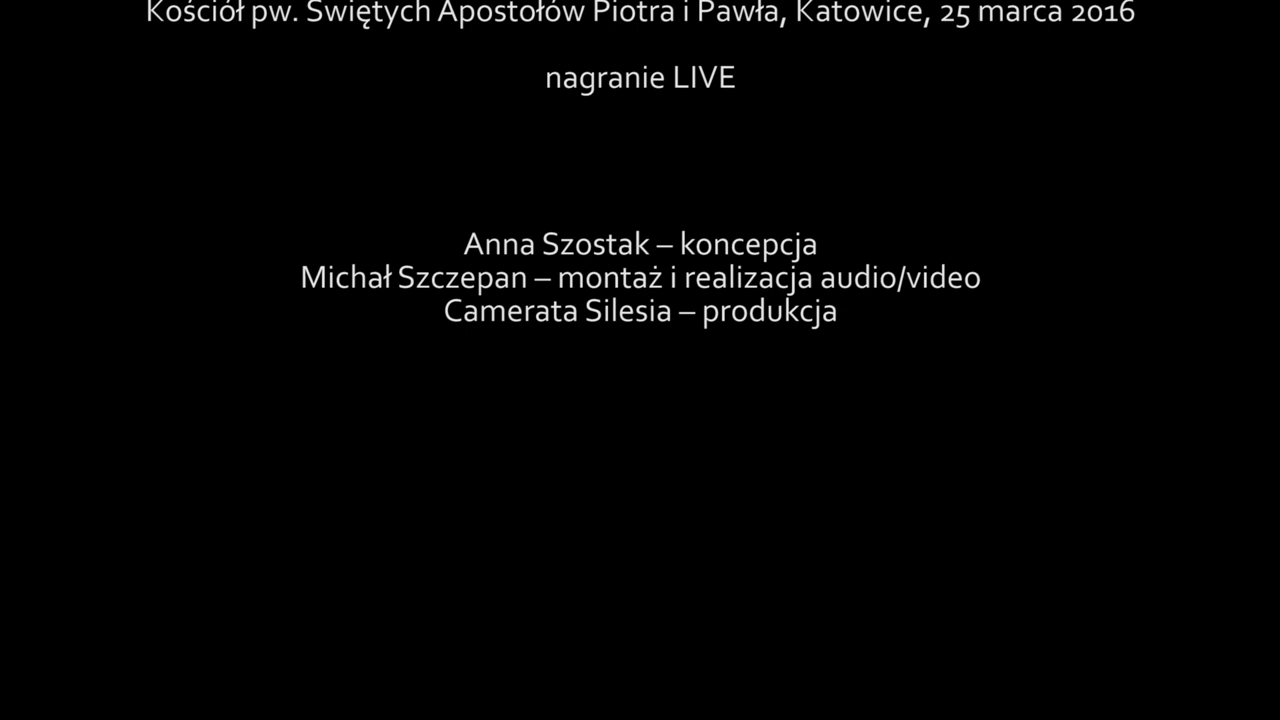 Kościół pw. Świętych Apostołów Piotra i Pawła, Katowice, 25 marca 2016
nagranie LIVE
Anna Szostak – koncepcja
Michał Szczepan – montaż i realizacja audio/video
Camerata Silesia – produkcja